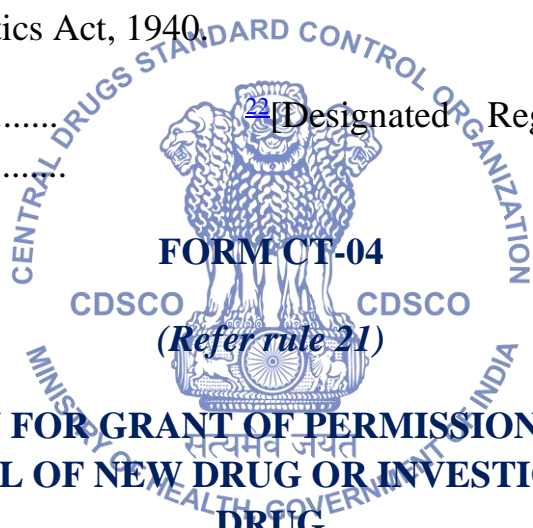 tics Act, 1940.
........ 22[Designated Reg
.........
FORM CT-04
(Refer rule 21)
FOR GRANT OF PERMISSION
L OF NEW DRUG OR INVESTIG
DRUG
CENTRAL DRUGS STANDARD CONTROL ORGANIZATION
CDSCO CDSCO
सत्यमेव जयते
MINISTRY OF HEALTH, GOVERNMENT OF INDIA